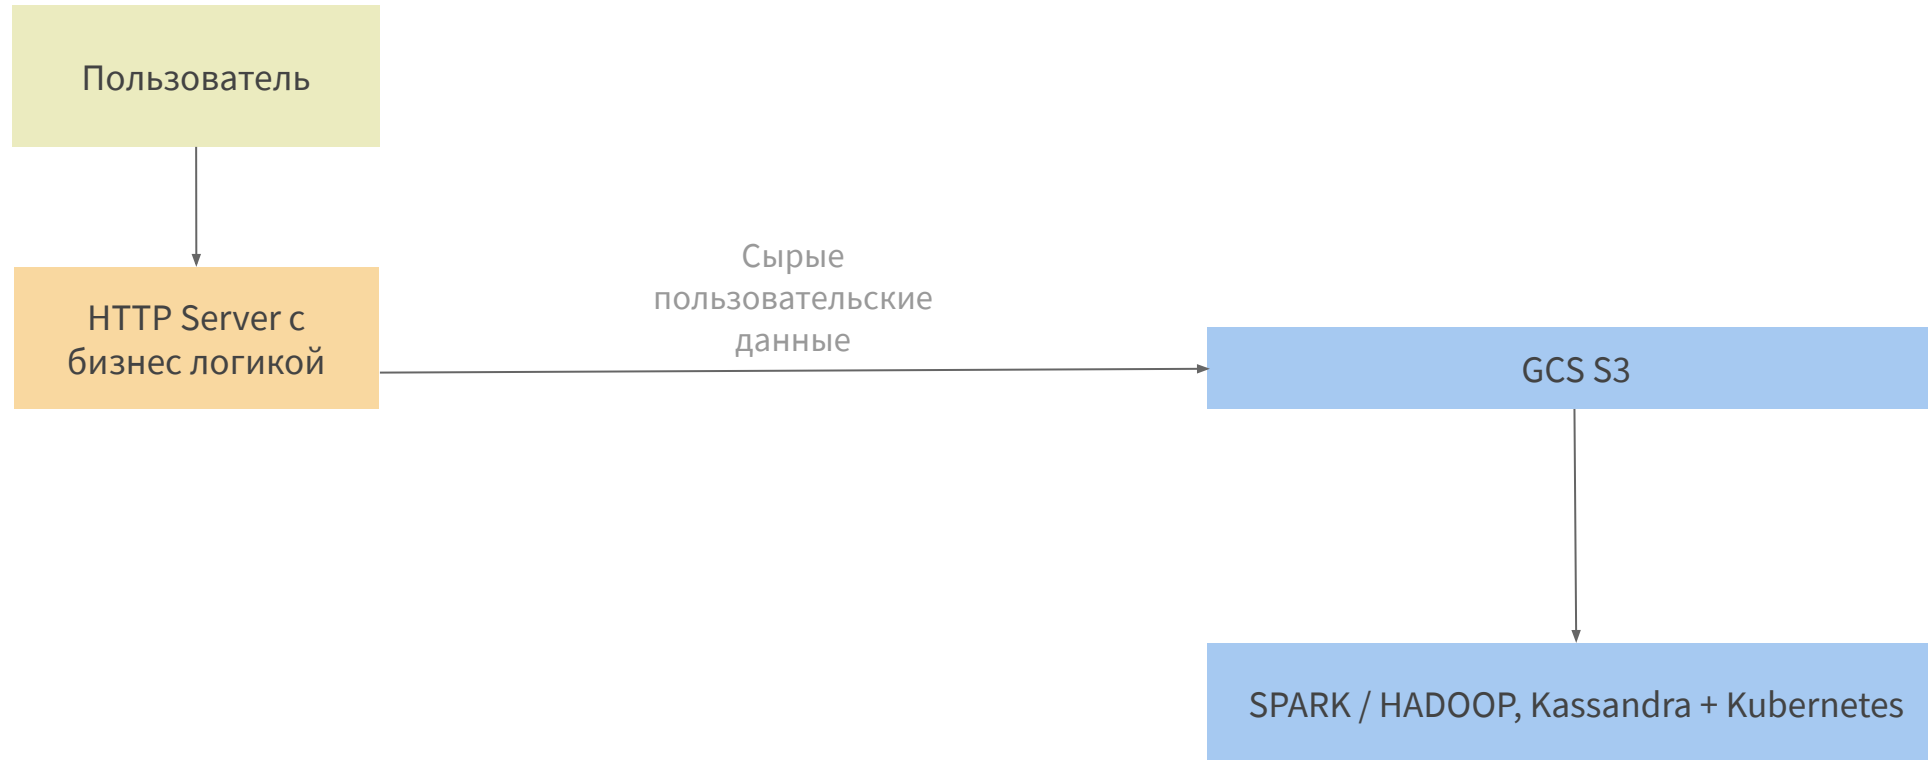 Пользователь
HTTP Server с
бизнес логикой
Сырые
пользовательские
данные
GCS S3
SPARK / HADOOP, Kassandra + Kubernetes